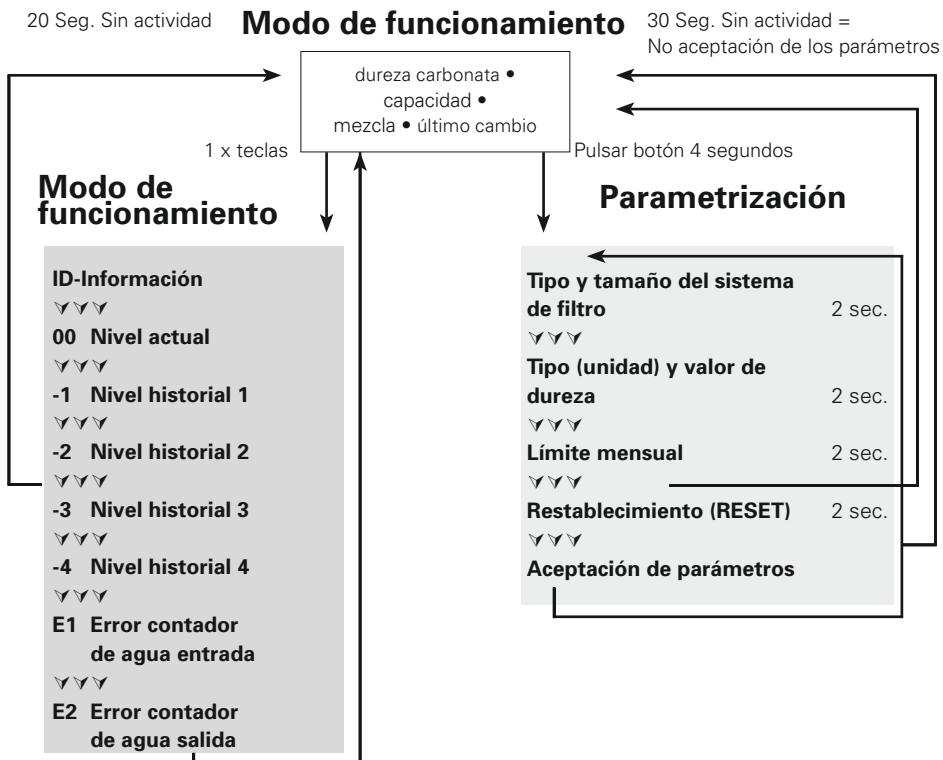 20 Seg. Sin actividad
Modo de funcionamiento
30 Seg. Sin actividad =
No aceptación de los parámetros
dureza carbonata •
capacidad •
mezcla • último cambio
1 x teclas
Pulsar botón 4 segundos
Modo de
funcionamiento
ID-Información
00 Nivel actual
-1 Nivel historial 1
-2 Nivel historial 2
-3 Nivel historial 3
-4 Nivel historial 4
E1 Error contador
de agua entrada
E2 Error contador
de agua salida
Parametrización
Tipo y tamaño del sistema
de filtro 2 sec.
Tipo (unidad) y valor de
dureza 2 sec.
Límite mensual 2 sec.
Restablecimiento (RESET) 2 sec.
Aceptación de parámetros